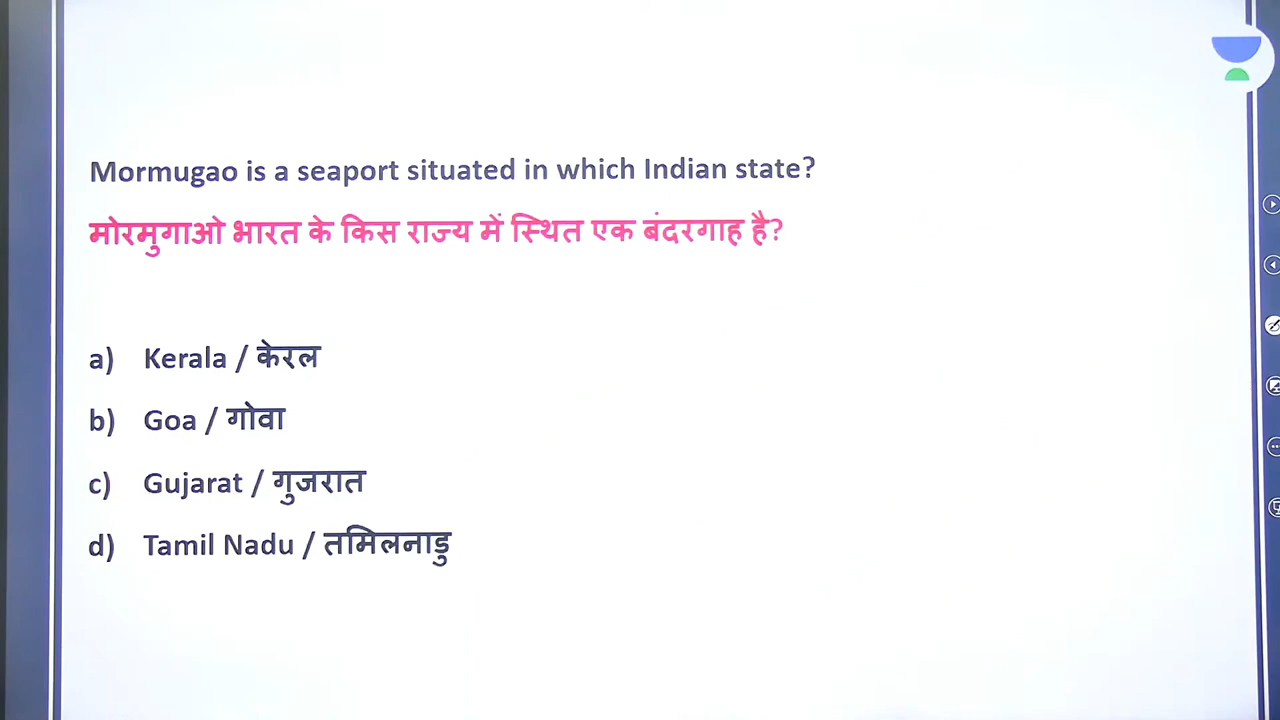 Mormugao is a seaport situated in which Indian state?
मोरमुगाओ भारत के किस राज्य में स्थित एक बंदरगाह है?
a) Kerala / केरल
b) Goa / गोवा
c) Gujarat / गुजरात
d) Tamil Nadu / तमिलनाडु